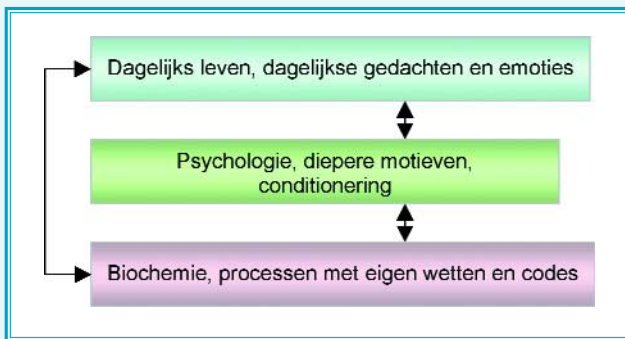 Dagelijks leven, dagelijkse gedachten en emoties
Psychologie, diepere motieven,
conditionering
Biochemie, processen met eigen wetten en codes